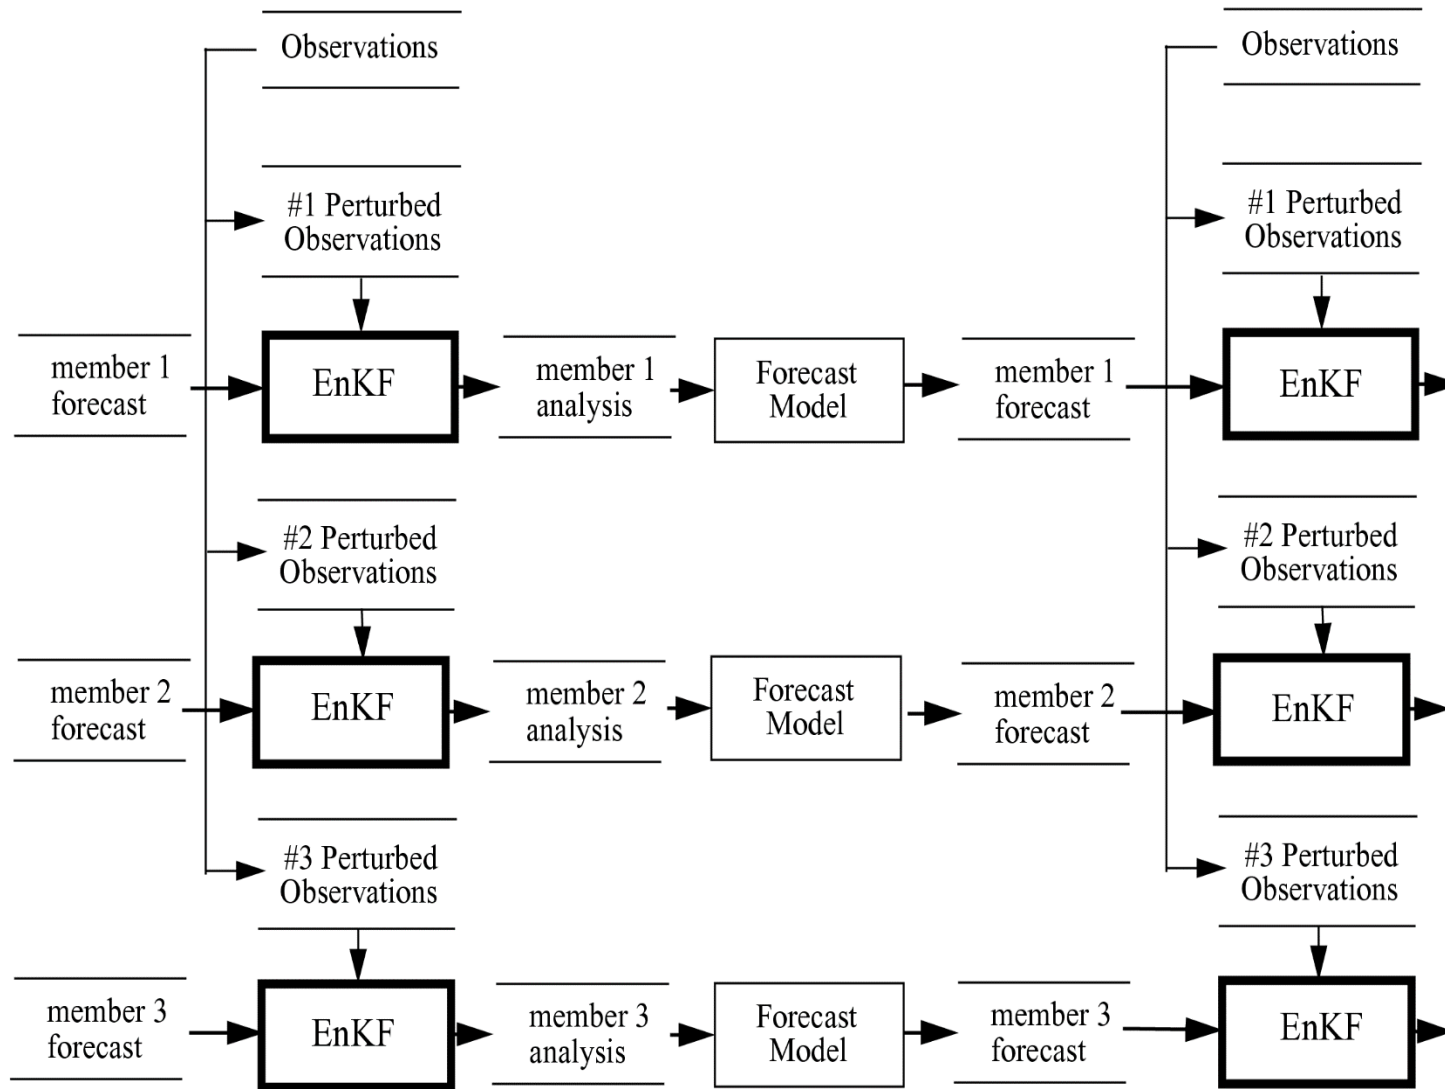 Observations
Observations
#1 Perturbed
Observations
#1 Perturbed
Observations
member 1
forecast
EnKF
member 1
analysis
Forecast
Model
member 1
forecast
EnKF
#2 Perturbed
Observations
#2 Perturbed
Observations
member 2
forecast
EnKF
member 2
analysis
Forecast
Model
member 2
forecast
EnKF
#3 Perturbed
Observations
#3 Perturbed
Observations
member 3
forecast
EnKF
member 3
analysis
Forecast
Model
member 3
forecast
EnKF